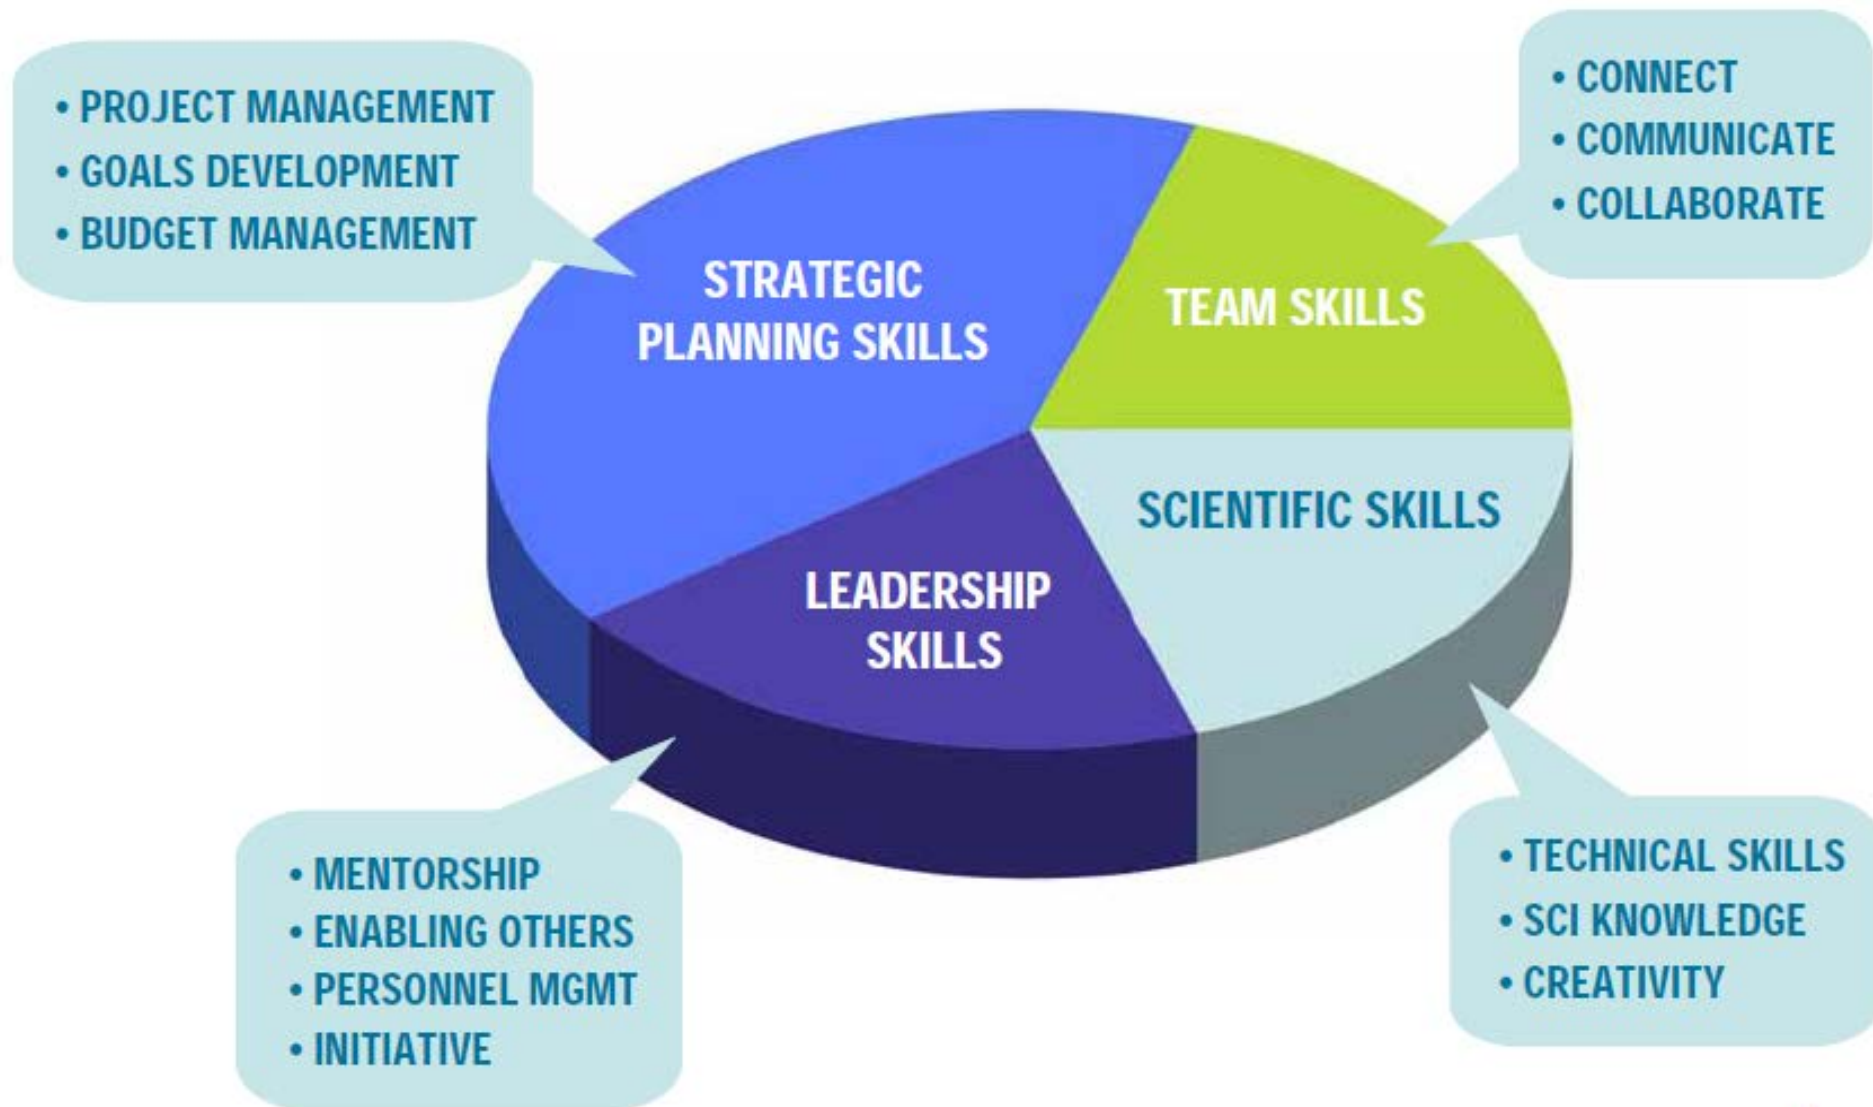 • PROJECT MANAGEMENT
• GOALS DEVELOPMENT
• BUDGET MANAGEMENT
• CONNECT
• COMMUNICATE
• COLLABORATE
STRATEGIC
PLANNING SKILLS
TEAM SKILLS
SCIENTIFIC SKILLS
LEADERSHIP
SKILLS
• MENTORSHIP
• ENABLING OTHERS
• PERSONNEL MGMT
• INITIATIVE
• TECHNICAL SKILLS
• SCI KNOWLEDGE
• CREATIVITY